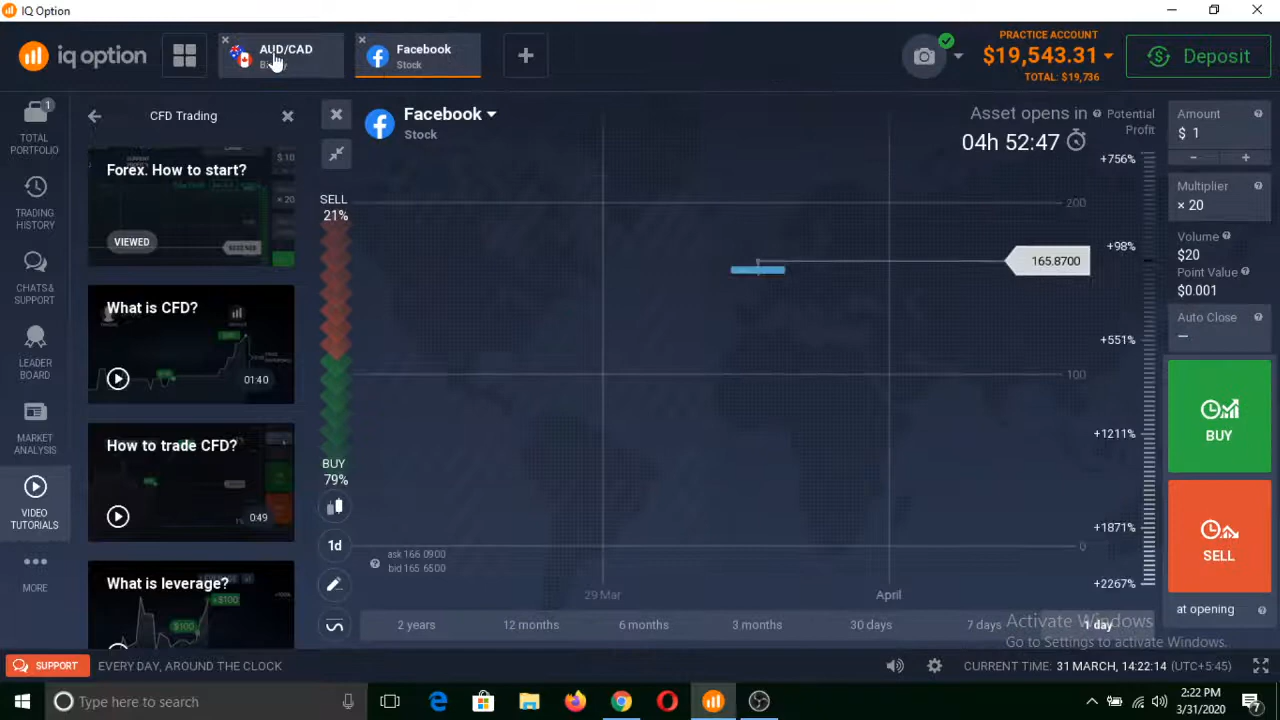 IQ Option
iq option
AUD/CAD
Facebook
Stock
PRACTICE ACCOUNT
$19,543.31
TOTAL: $19,736
Deposit
1
TOTAL
PORTFOLIO
TRADING
HISTORY
CHATS &
SUPPORT
LEADER
BOARD
MARKET
ANALYSIS
VIDEO
TUTORIALS
MORE
CFD Trading
Forex. How to start?
VIEWED
What is CFD?
01:40
How to trade CFD?
0:49
What is leverage?
+$100
$100
Facebook
Stock
SELL
21%
BUY
79%
1d
ask 166.0900
bid 165.6500
Asset opens in
04h 52:47
Potential
Profit
+756%
+98%
+551%
+1211%
+1871%
+2267%
200
165.8700
100
0
29 Mar
April
2 years
12 months
6 months
3 months
30 days
7 days
1 day
Amount
$ 1
Multiplier
× 20
Volume
$20
Point Value
$0.001
Auto Close
BUY
SELL
at opening
Activate Windows
Go to Settings to activate Windows.
SUPPORT
EVERY DAY, AROUND THE CLOCK
CURRENT TIME: 31 MARCH, 14:22:14 (UTC+5:45)
Type here to search
2:22 PM
3/31/2020
7